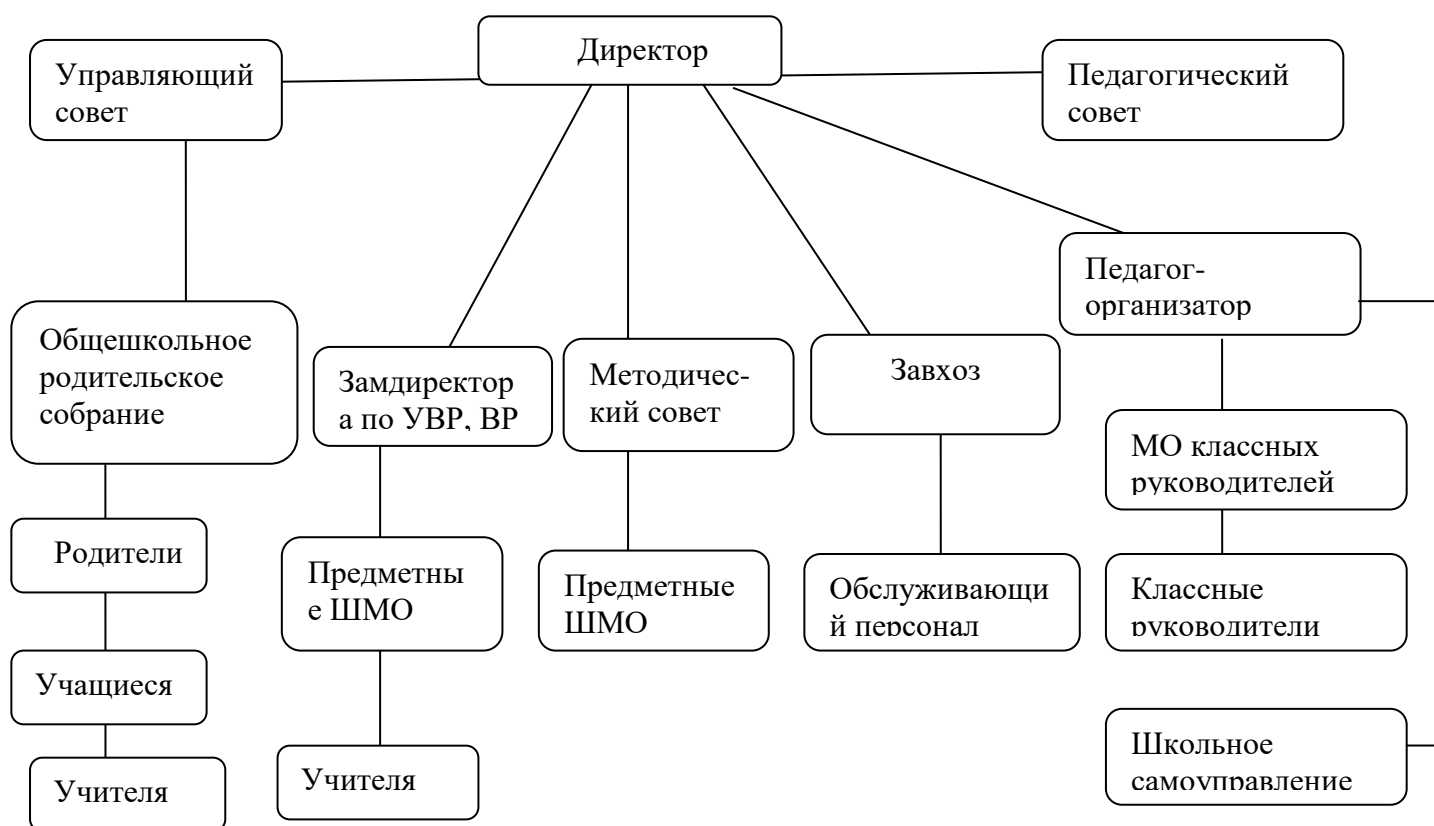 Директор
Управляющий
совет
Педагогический
совет
Педагог-
организатор
Общешкольное
родительское
собрание
Замдиректор
а по УВР, ВР
Методичес-
кий совет
Завхоз
МО классных
руководителей
Родители
Предметны
е ШМО
Предметные
ШМО
Обслуживающи
й персонал
Классные
руководители
Учащиеся
Учителя
Учителя
Школьное
самоуправление